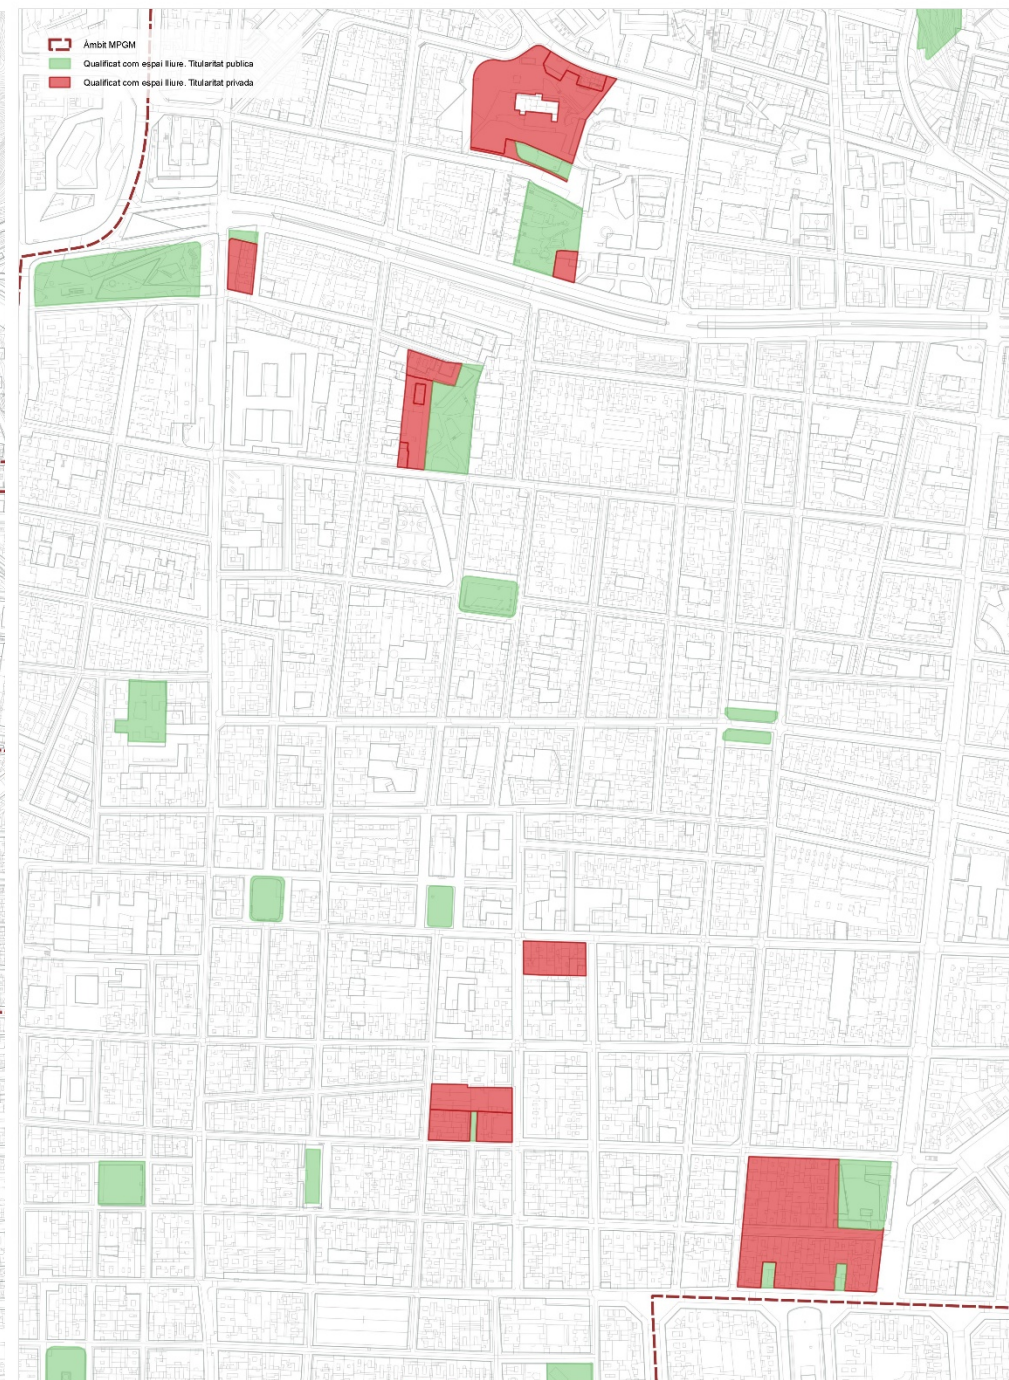 Àmbit MPGM
Qualificat com espai lliure. Titularitat publica
Qualificat com espai lliure. Titularitat privada